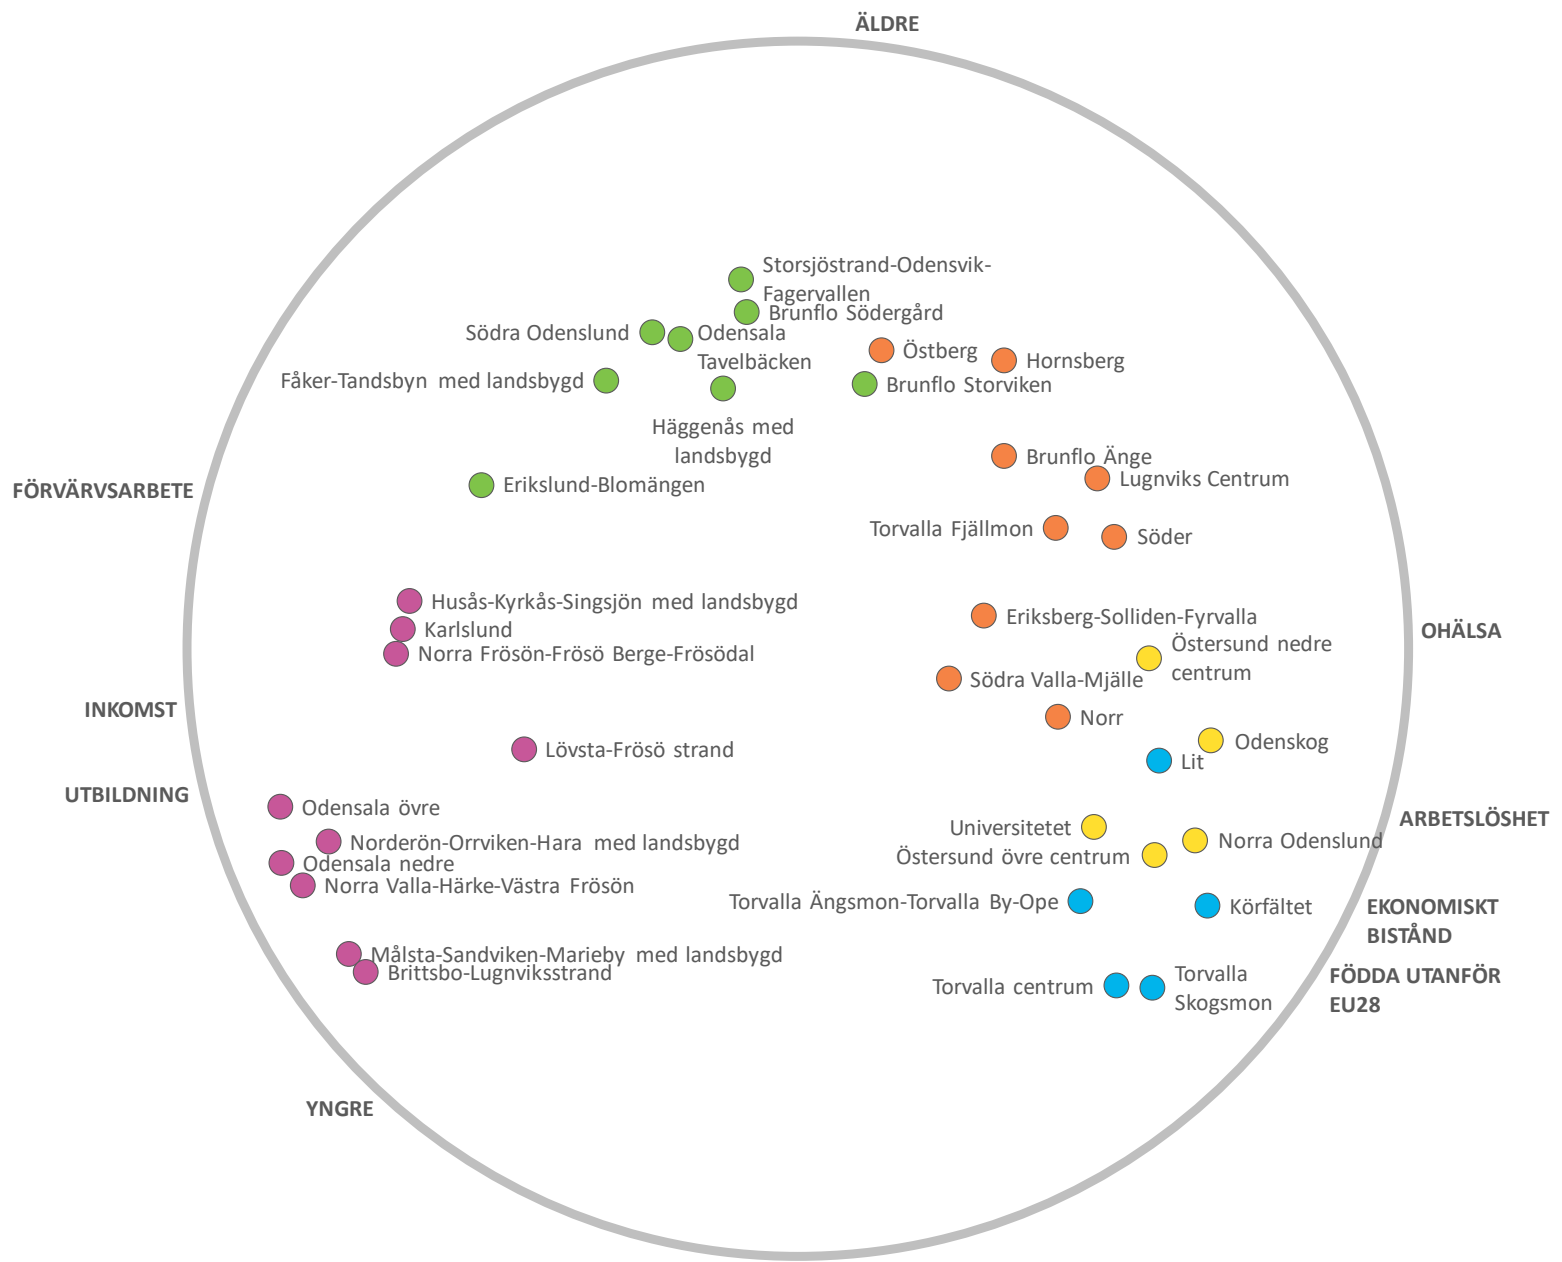 ÄLDRE
Storsjöstrand-Odensvik-
Fagervallen
Brunflo Södergård
Södra Odenslund
Odensala
Tavelbäcken
Östberg
Hornsberg
Fåker-Tandsbyn med landsbygd
Brunflo Storviken
Häggenås med
landsbygd
Brunflo Änge
Lugnviks Centrum
FÖRVÄRVSARBETE
Erikslund-Blomängen
Torvalla Fjällmon
Söder
Husås-Kyrkås-Singsjön med landsbygd
Karlslund
Norra Frösön-Frösö Berge-Frösödal
Eriksberg-Solliden-Fyrvalla
OHÄLSA
Östersund nedre
centrum
Södra Valla-Mjälle
INKOMST
Norr
Lövsta-Frösö strand
Odenskog
Lit
UTBILDNING
Odensala övre
ARBETSLÖSHET
Universitetet
Norderön-Orrviken-Hara med landsbygd
Norra Odenslund
Östersund övre centrum
Odensala nedre
Norra Valla-Härke-Västra Frösön
Torvalla Ängsmon-Torvalla By-Ope
Körfältet
EKONOMISKT
BISTÅND
Målsta-Sandviken-Marieby med landsbygd
Brittsbo-Lugnviksstrand
Torvalla centrum
Torvalla
Skogsmon
FÖDDA UTANFÖR
EU28
YNGRE